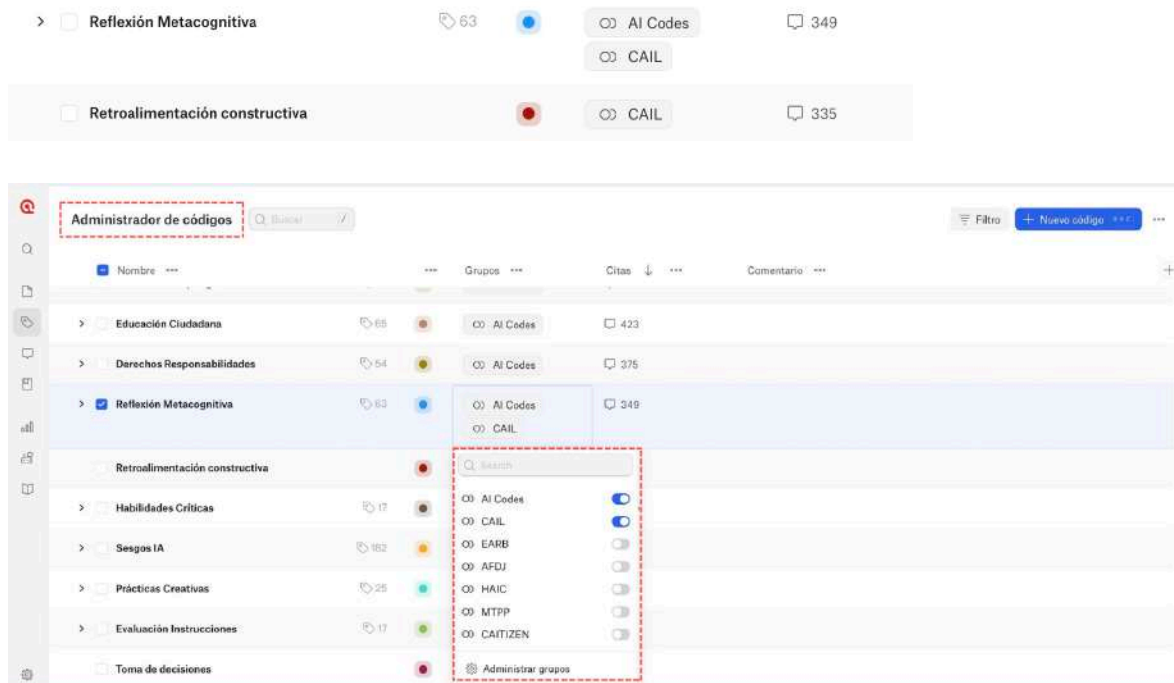 Reflexión Metacognitiva 63 AI Codes 349
CAIL
Retroalimentación constructiva CAIL 335
Administrador de códigos Buscar / Filtro + Nuevo código ...
Nombre ... ... Grupos ... Citas ↓ ... Comentario ... +
Educación Ciudadana 65 AI Codes 423
Derechos Responsabilidades 54 AI Codes 375
Reflexión Metacognitiva 63 AI Codes 349
CAIL
Retroalimentación constructiva Search
AI Codes
Habilidades Críticas 17
CAIL
Sesgos IA 182 EARB
AFDJ
Prácticas Creativas 25 HAIC
MTPP
Evaluación Instrucciones 17 CAITIZEN
Toma de decisiones Administrar grupos